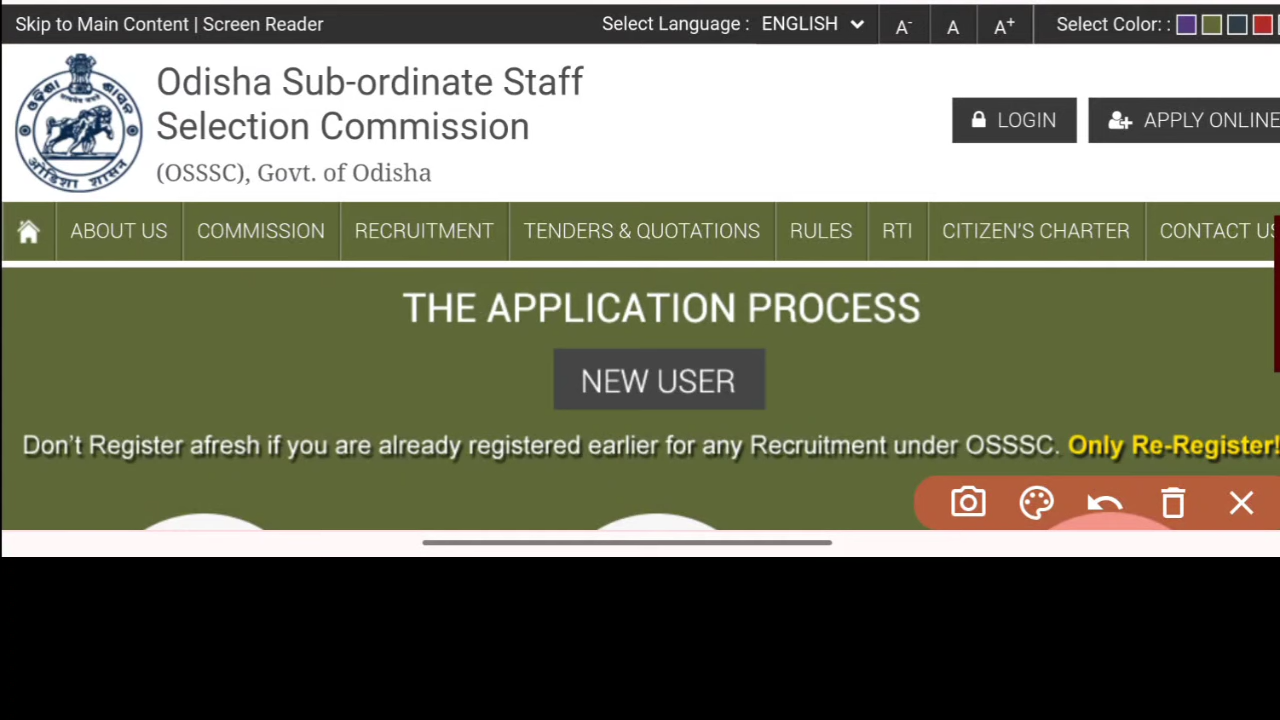 Skip to Main Content | Screen Reader
Select Language : ENGLISH
A-
A
A+
Select Color: :
Odisha Sub-ordinate Staff
Selection Commission
(OSSSC), Govt. of Odisha
LOGIN
APPLY ONLINE
ABOUT US
COMMISSION
RECRUITMENT
TENDERS & QUOTATIONS
RULES
RTI
CITIZEN'S CHARTER
CONTACT US
THE APPLICATION PROCESS
NEW USER
Don't Register afresh if you are already registered earlier for any Recruitment under OSSSC. Only Re-Register!